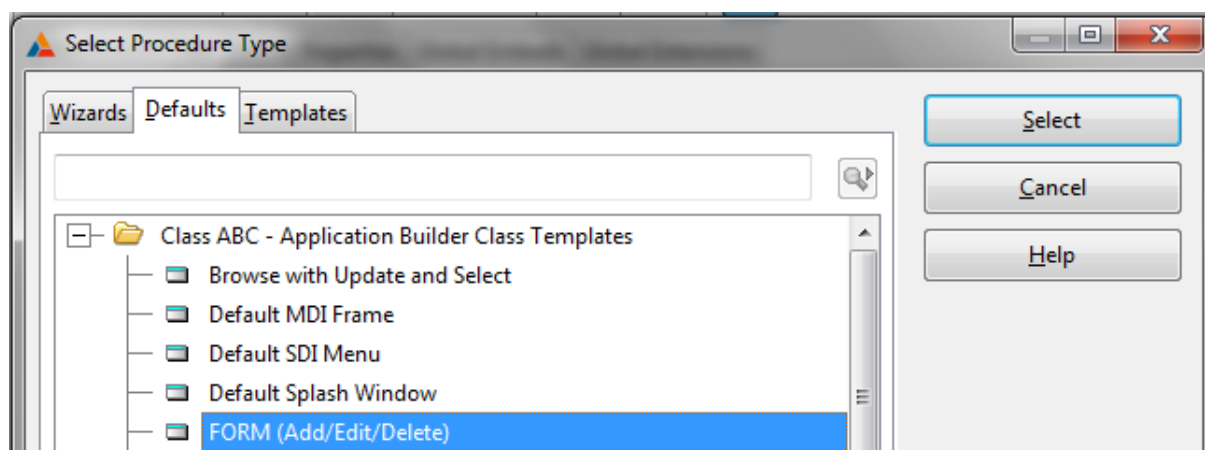 Select Procedure Type
Wizards Defaults Templates
Select
Cancel
Help
Class ABC - Application Builder Class Templates
Browse with Update and Select
Default MDI Frame
Default SDI Menu
Default Splash Window
FORM (Add/Edit/Delete)